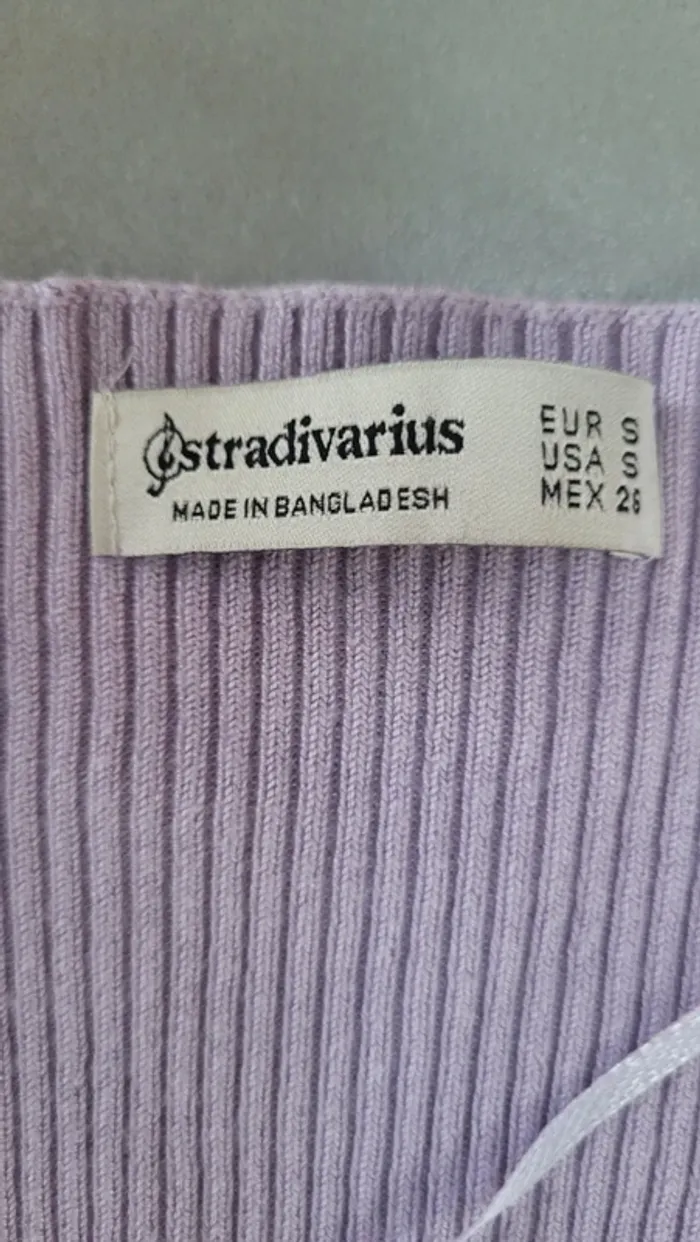 stradivarius
MADE IN BANGLADESH
EUR S
USA S
MEX 26